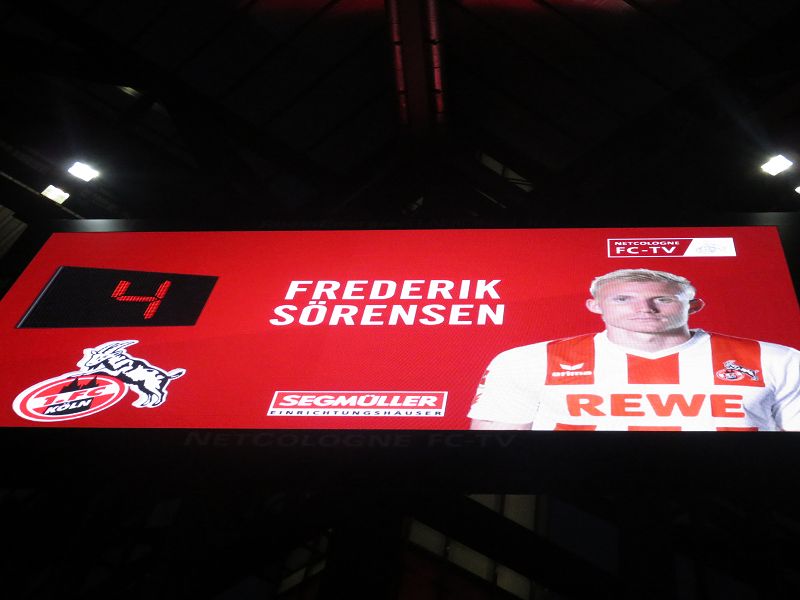 NETCOLOGNE
FC-TV
4
FREDERIK
SÖRENSEN
1.FC
KÖLN
SEGMÜLLER
EINRICHTUNGSHÄUSER
erima
REWE
NETCOLOGNE FC-TV